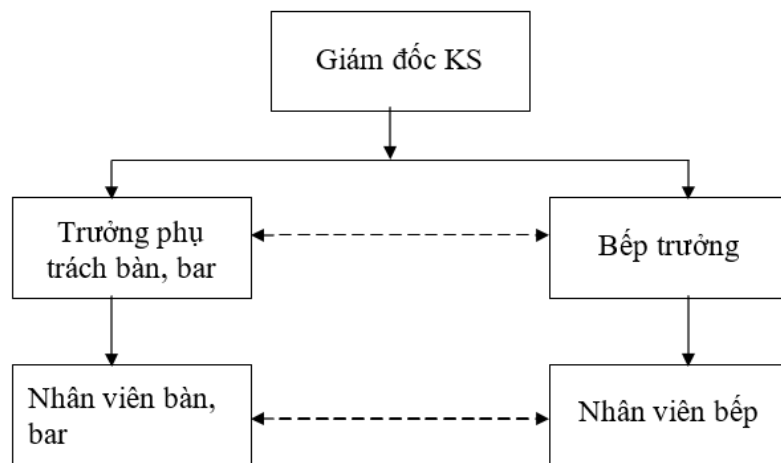 Giám đốc KS
Trưởng phụ
trách bàn, bar
Bếp trưởng
Nhân viên bàn,
bar
Nhân viên bếp